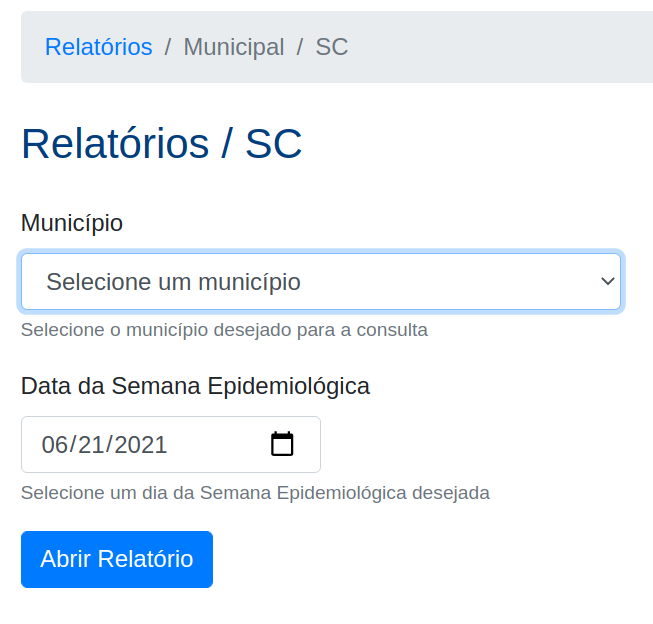 Relatórios / Municipal / SC
Relatórios / SC
Município
Selecione um município
Selecione o município desejado para a consulta
Data da Semana Epidemiológica
06/21/2021
Selecione um dia da Semana Epidemiológica desejada
Abrir Relatório